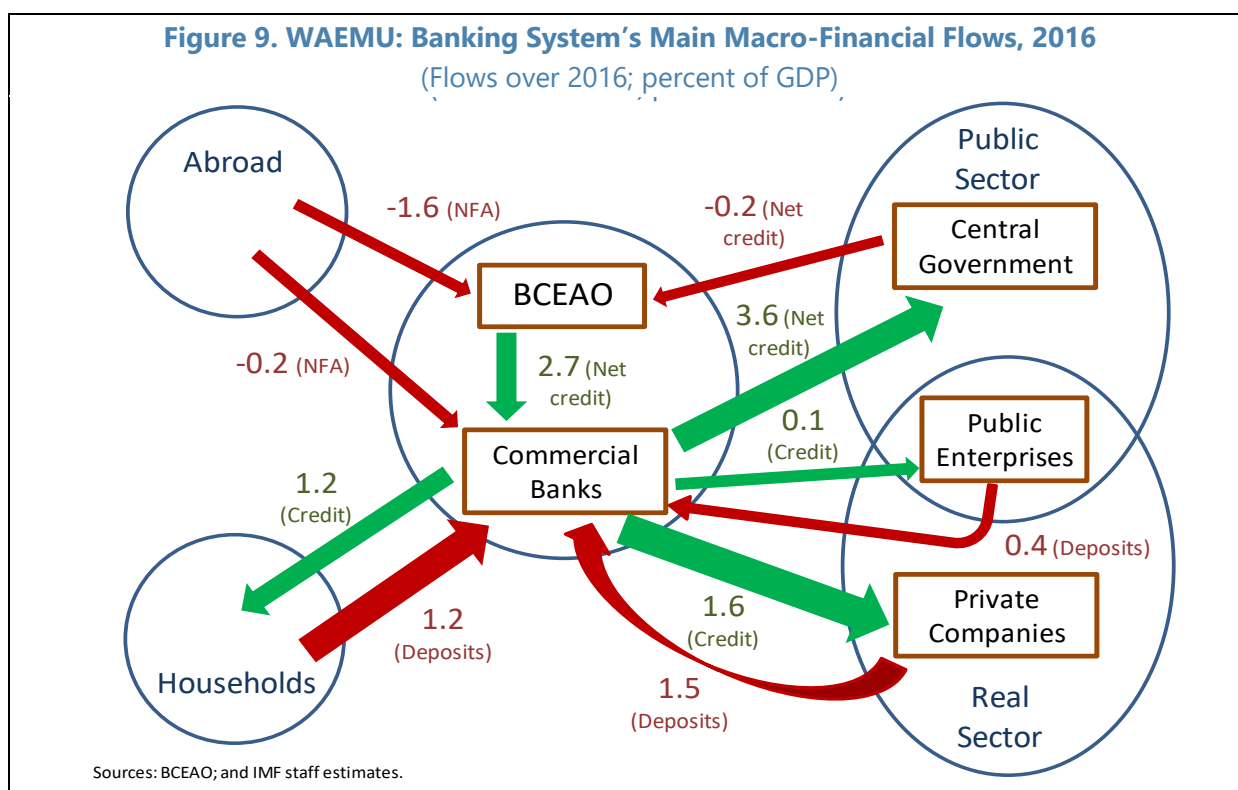 Figure 9. WAEMU: Banking System's Main Macro-Financial Flows, 2016
(Flows over 2016; percent of GDP)
Abroad
Public
Sector
-1.6 (NFA)
-0.2 (Net
credit)
Central
Government
BCEAO
3.6 (Net
credit)
-0.2 (NFA)
2.7 (Net
credit)
0.1
(Credit)
Public
Enterprises
Commercial
Banks
1.2
(Credit)
0.4 (Deposits)
1.6
(Credit)
Private
Companies
1.2
(Deposits)
Households
1.5
(Deposits)
Real
Sector
Sources: BCEAO; and IMF staff estimates.